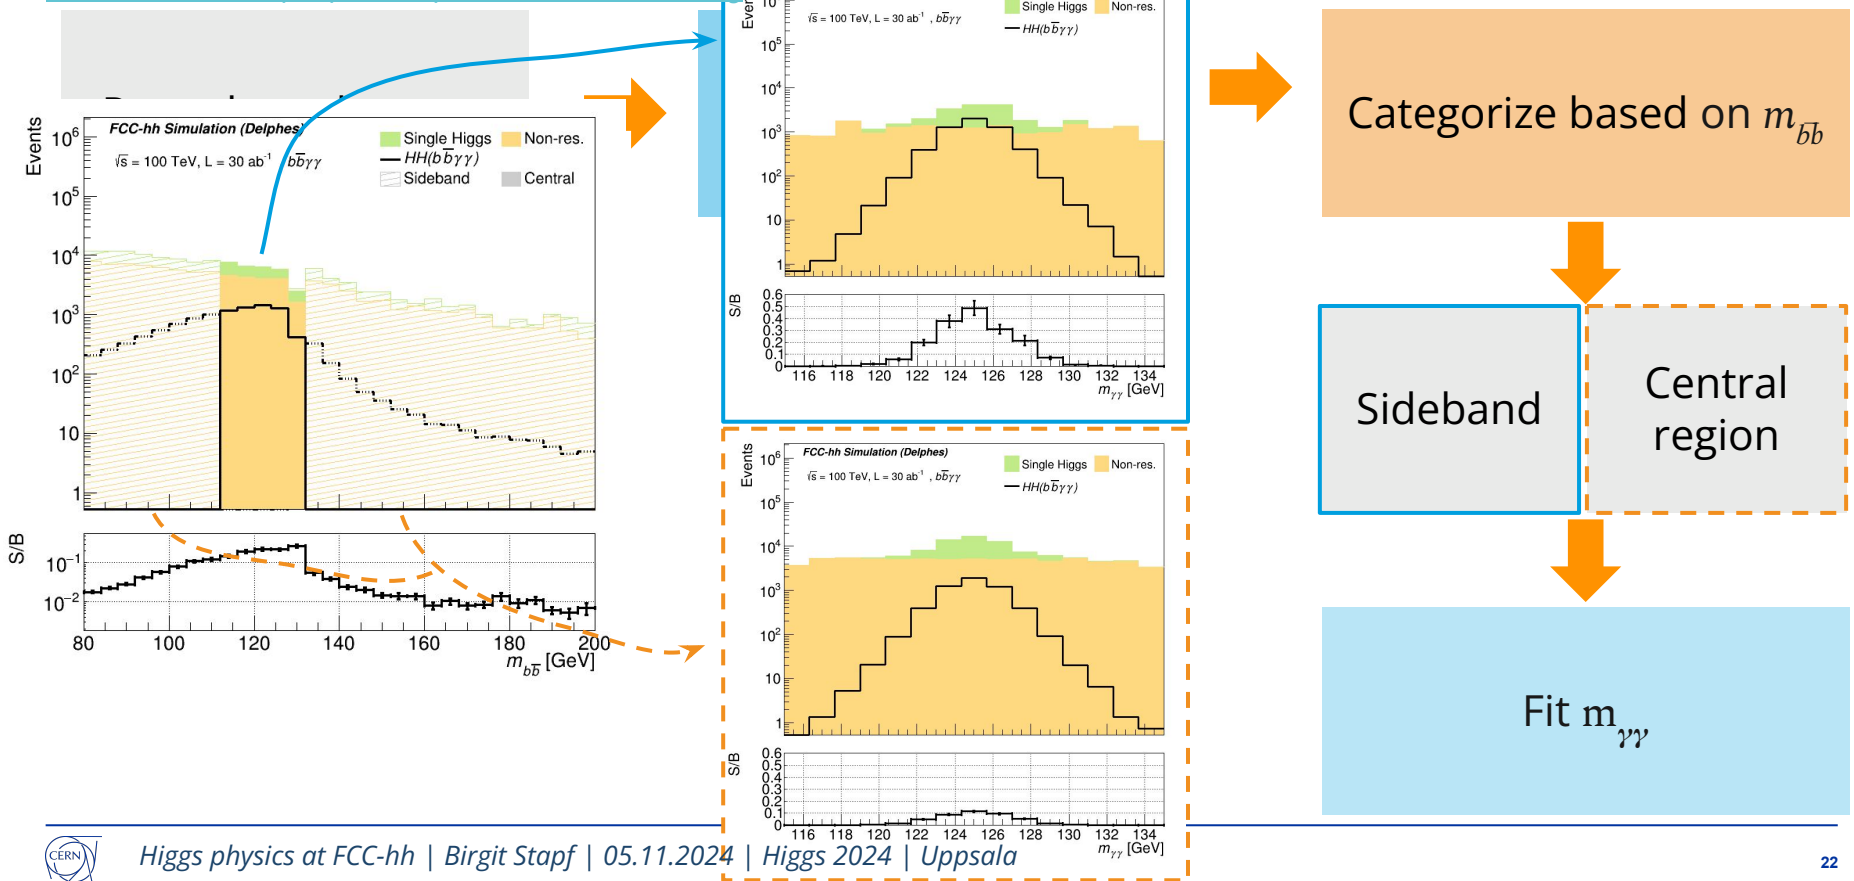 Events
10⁶
10⁵
10⁴
10³
10²
10
1
FCC-hh Simulation (Delphes)
√s = 100 TeV, L = 30 ab⁻¹ , bb̅γγ
Single Higgs
Non-res.
HH(bb̅γγ)
Sideband
Central
S/B
10⁻¹
10⁻²
80 100 120 140 160 180 200
m_bb̅ [GeV]
√s = 100 TeV, L = 30 ab⁻¹ , bb̅γγ
Single Higgs
Non-res.
HH(bb̅γγ)
10⁵
10⁴
10³
10²
10
1
S/B
0.6
0.5
0.4
0.3
0.2
0.1
0
116 118 120 122 124 126 128 130 132 134
m_γγ [GeV]
Events
FCC-hh Simulation (Delphes)
√s = 100 TeV, L = 30 ab⁻¹ , bb̅γγ
Single Higgs
Non-res.
HH(bb̅γγ)
10⁶
10⁵
10⁴
10³
10²
10
1
S/B
0.6
0.5
0.4
0.3
0.2
0.1
0
116 118 120 122 124 126 128 130 132 134
m_γγ [GeV]
Categorize based on m_bb̅
Sideband
Central
region
Fit m_γγ
CERN
Higgs physics at FCC-hh | Birgit Stapf | 05.11.2024 | Higgs 2024 | Uppsala
22